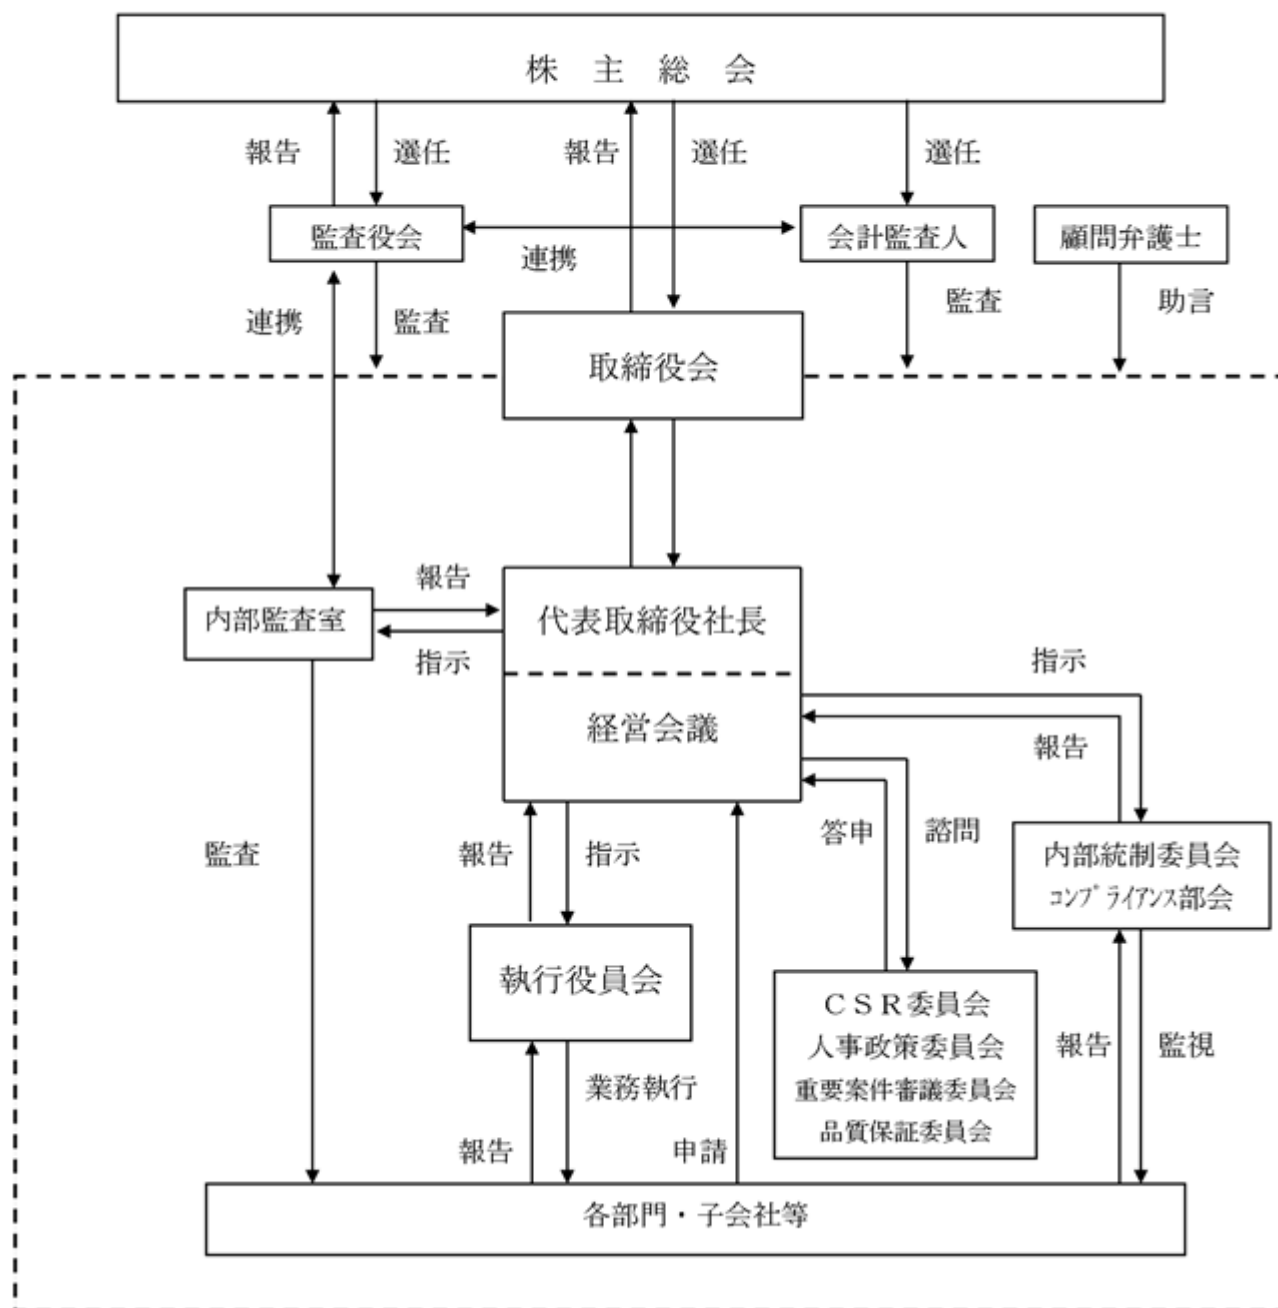 株主総会
報告
選任
報告
選任
選任
監査役会
会計監査人
顧問弁護士
連携
連携
監査
監査
助言
取締役会
内部監査室
報告
指示
代表取締役社長
経営会議
指示
報告
答申
諮問
監査
報告
指示
内部統制委員会
コンプライアンス部会
執行役員会
CSR委員会
人事政策委員会
重要案件審議委員会
品質保証委員会
報告
監視
業務執行
報告
申請
各部門・子会社等